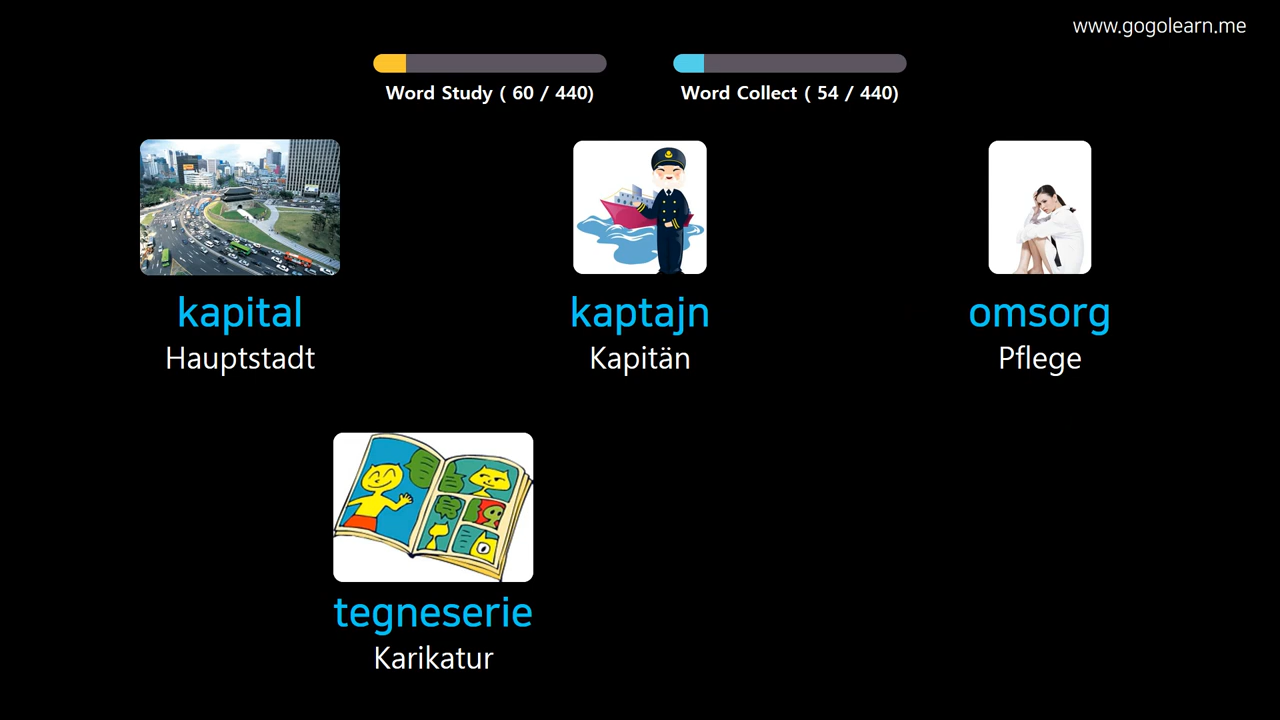 www.gogolearn.me
Word Study ( 60 / 440)
Word Collect ( 54 / 440)
kapital
Hauptstadt
kaptajn
Kapitän
omsorg
Pflege
tegneserie
Karikatur